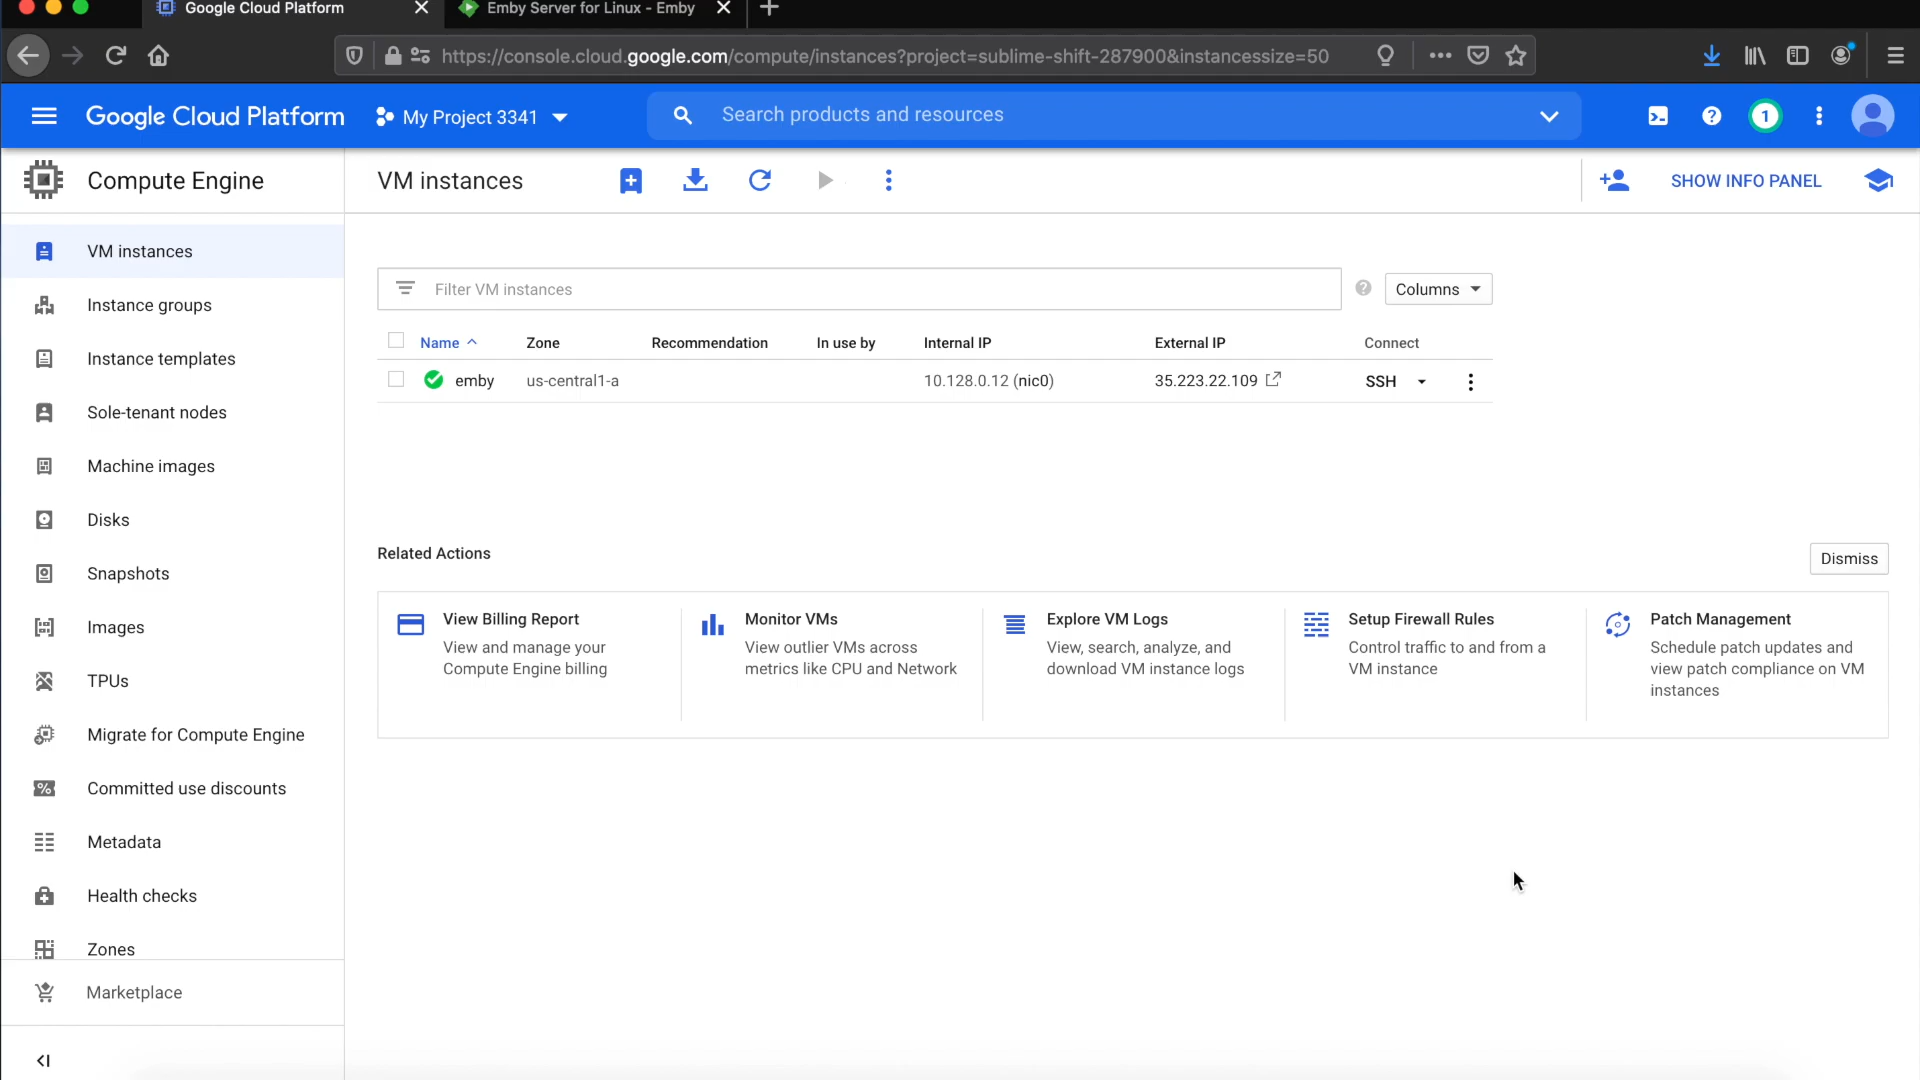 Google Cloud Platform
Emby Server for Linux - Emby
https://console.cloud.google.com/compute/instances?project=sublime-shift-287900&instancessize=50
Google Cloud Platform
My Project 3341
Search products and resources
1
Compute Engine
VM instances
SHOW INFO PANEL
VM instances
Instance groups
Instance templates
Sole-tenant nodes
Machine images
Disks
Snapshots
Images
TPUs
Migrate for Compute Engine
Committed use discounts
Metadata
Health checks
Zones
Marketplace
Filter VM instances
Columns
Name Zone Recommendation In use by Internal IP External IP Connect
emby us-central1-a 10.128.0.12 (nic0) 35.223.22.109 SSH
Related Actions
Dismiss
View Billing Report
View and manage your
Compute Engine billing
Monitor VMs
View outlier VMs across
metrics like CPU and Network
Explore VM Logs
View, search, analyze, and
download VM instance logs
Setup Firewall Rules
Control traffic to and from a
VM instance
Patch Management
Schedule patch updates and
view patch compliance on VM
instances